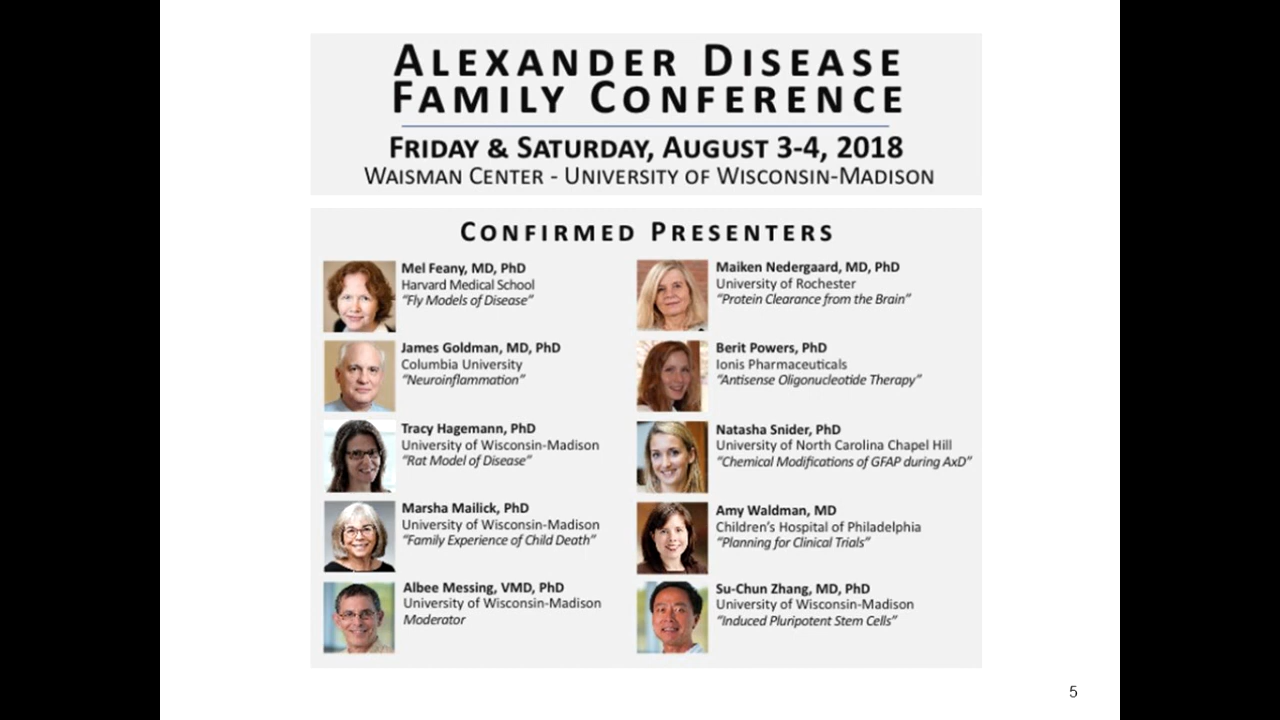 ALEXANDER DISEASE
FAMILY CONFERENCE
FRIDAY & SATURDAY, AUGUST 3-4, 2018
WAISMAN CENTER - UNIVERSITY OF WISCONSIN-MADISON
CONFIRMED PRESENTERS
Mel Feany, MD, PhD
Harvard Medical School
"Fly Models of Disease"
James Goldman, MD, PhD
Columbia University
"Neuroinflammation"
Tracy Hagemann, PhD
University of Wisconsin-Madison
"Rat Model of Disease"
Marsha Mailick, PhD
University of Wisconsin-Madison
"Family Experience of Child Death"
Albee Messing, VMD, PhD
University of Wisconsin-Madison
Moderator
Maiken Nedergaard, MD, PhD
University of Rochester
"Protein Clearance from the Brain"
Berit Powers, PhD
Ionis Pharmaceuticals
"Antisense Oligonucleotide Therapy"
Natasha Snider, PhD
University of North Carolina Chapel Hill
"Chemical Modifications of GFAP during AxD"
Amy Waldman, MD
Children's Hospital of Philadelphia
"Planning for Clinical Trials"
Su-Chun Zhang, MD, PhD
University of Wisconsin-Madison
"Induced Pluripotent Stem Cells"
5